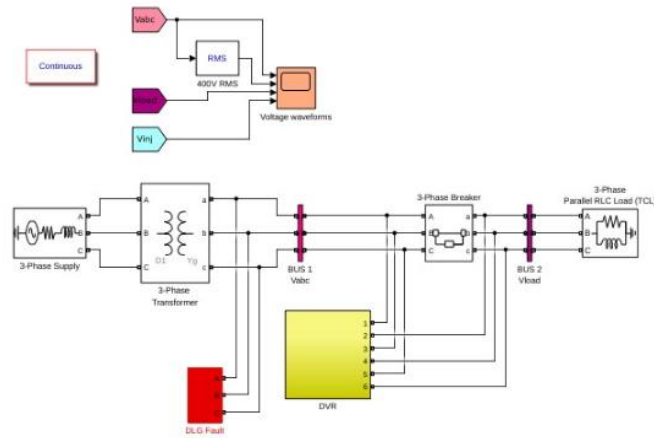 Vabc
Continuous
RMS
400V RMS
Vload
Voltage waveforms
Vinj
3-Phase
Parallel RLC Load (TCL)
3-Phase Breaker
A a A a A
B b B b B
C c C c C
D1 Yg
3-Phase Supply
3-Phase
Transformer
BUS 1
Vabc
BUS 2
Vload
1
2
3
4
5
6
DVR
A
B
C
DLG Fault